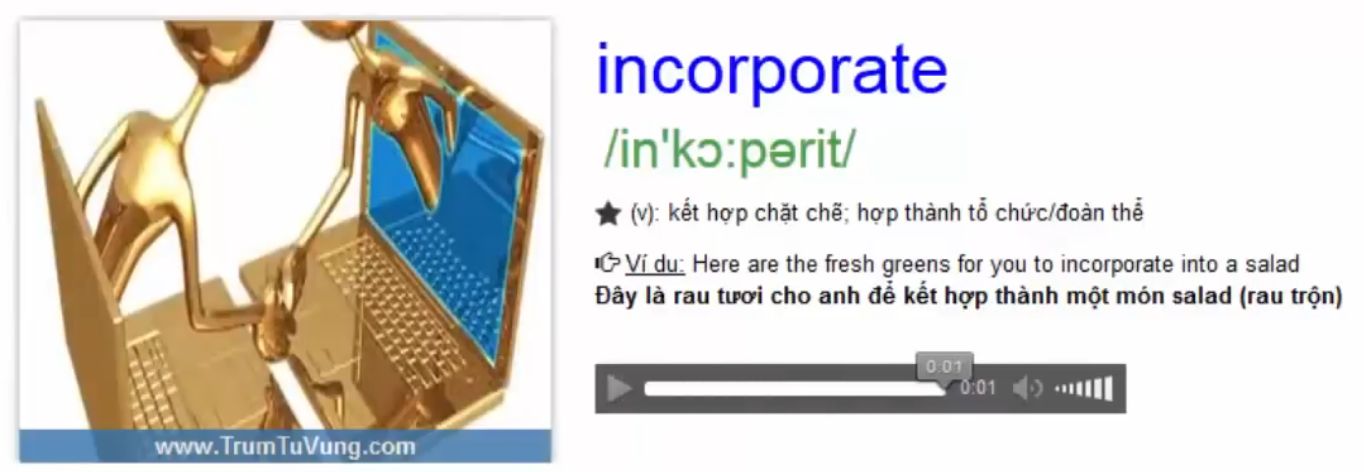 incorporate
/in'kɔ:pərit/
★ (v): kết hợp chặt chẽ; hợp thành tổ chức/đoàn thể
Ví du: Here are the fresh greens for you to incorporate into a salad
Đây là rau tươi cho anh để kết hợp thành một món salad (rau trộn)
0:01
0:01
www.TrumTuVung.com